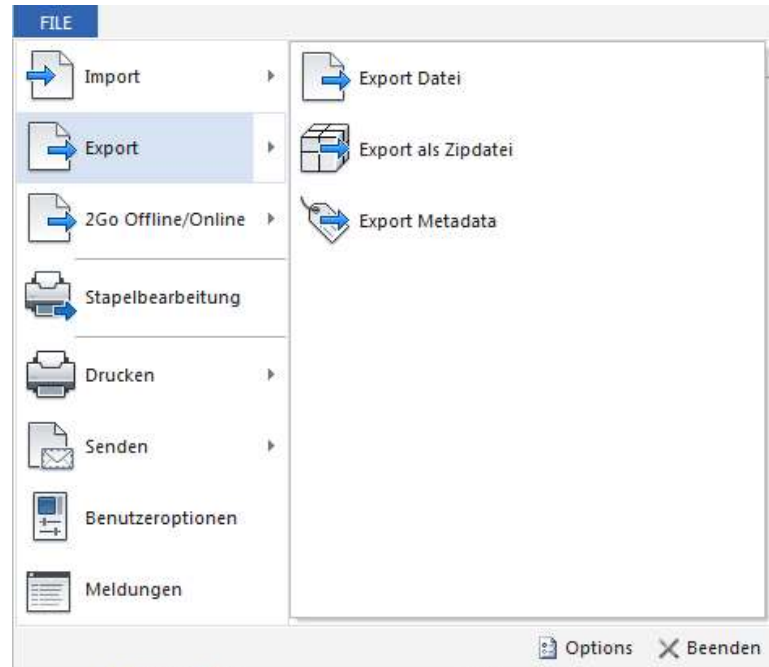 FILE
Import
Export
2Go Offline/Online
Stapelbearbeitung
Drucken
Senden
Benutzeroptionen
Meldungen
Export Datei
Export als Zipdatei
Export Metadata
Options
Beenden